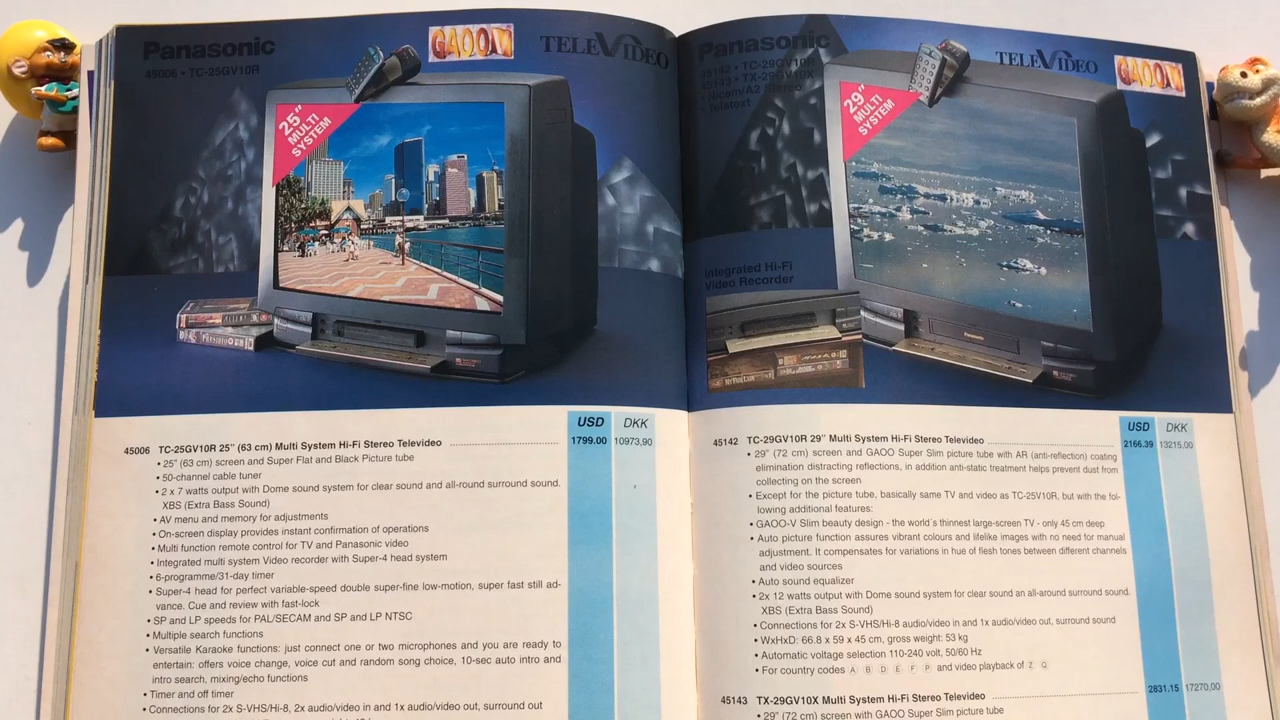 Panasonic
45006 • TC-25GV10R
GAOOV
TELEVIDEO
25"
MULTI
SYSTEM
PRESIDIO
USD DKK
45006 TC-25GV10R 25" (63 cm) Multi System Hi-Fi Stereo Televideo 1799.00 10973,90
• 25" (63 cm) screen and Super Flat and Black Picture tube
• 50-channel cable tuner
• 2 x 7 watts output with Dome sound system for clear sound and all-round surround sound.
XBS (Extra Bass Sound)
• AV menu and memory for adjustments
• On-screen display provides instant confirmation of operations
• Multi function remote control for TV and Panasonic video
• Integrated multi system Video recorder with Super-4 head system
• 6-programme/31-day timer
• Super-4 head for perfect variable-speed double super-fine low-motion, super fast still ad-
vance. Cue and review with fast-lock
• SP and LP speeds for PAL/SECAM and SP and LP NTSC
• Multiple search functions
• Versatile Karaoke functions: just connect one or two microphones and you are ready to
entertain: offers voice change, voice cut and random song choice, 10-sec auto intro and
intro search, mixing/echo functions
• Timer and off timer
• Connections for 2x S-VHS/Hi-8, 2x audio/video in and 1x audio/video out, surround out
Panasonic
45142 • TC-29GV10R
45143 • TX-29GV10X
• Nicam/A2 Stereo
• Teletext
TELEVIDEO
GAOOV
29"
MULTI
SYSTEM
Integrated Hi-Fi
Video Recorder
Panasonic
USD DKK
45142 TC-29GV10R 29" Multi System Hi-Fi Stereo Televideo 2166.39 13215,00
• 29" (72 cm) screen and GAOO Super Slim picture tube with AR (anti-reflection) coating
elimination distracting reflections, in addition anti-static treatment helps prevent dust from
collecting on the screen
• Except for the picture tube, basically same TV and video as TC-25V10R, but with the fol-
lowing additional features:
• GAOO-V Slim beauty design - the world´s thinnest large-screen TV - only 45 cm deep
• Auto picture function assures vibrant colours and lifelike images with no need for manual
adjustment. It compensates for variations in hue of flesh tones between different channels
and video sources
• Auto sound equalizer
• 2x 12 watts output with Dome sound system for clear sound an all-around surround sound.
XBS (Extra Bass Sound)
• Connections for 2x S-VHS/Hi-8 audio/video in and 1x audio/video out, surround sound
• WxHxD: 66.8 x 59 x 45 cm, gross weight: 53 kg
• Automatic voltage selection 110-240 volt, 50/60 Hz
• For country codes A B D E F P and video playback of Z Q
45143 TX-29GV10X Multi System Hi-Fi Stereo Televideo 2831.15 17270,00
• 29" (72 cm) screen with GAOO Super Slim picture tube